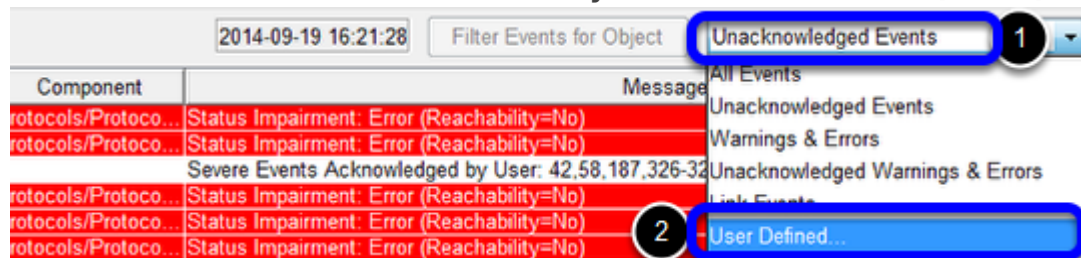 2014-09-19 16:21:28 Filter Events for Object Unacknowledged Events 1
Component Message All Events
Unacknowledged Events
rotocols/Protoco... Status Impairment: Error (Reachability=No)
Warnings & Errors
rotocols/Protoco... Status Impairment: Error (Reachability=No)
Severe Events Acknowledged by User: 42,58,187,326-32 Unacknowledged Warnings & Errors
rotocols/Protoco... Status Impairment: Error (Reachability=No) Link Events
rotocols/Protoco... Status Impairment: Error (Reachability=No) 2 User Defined...
rotocols/Protoco... Status Impairment: Error (Reachability=No)